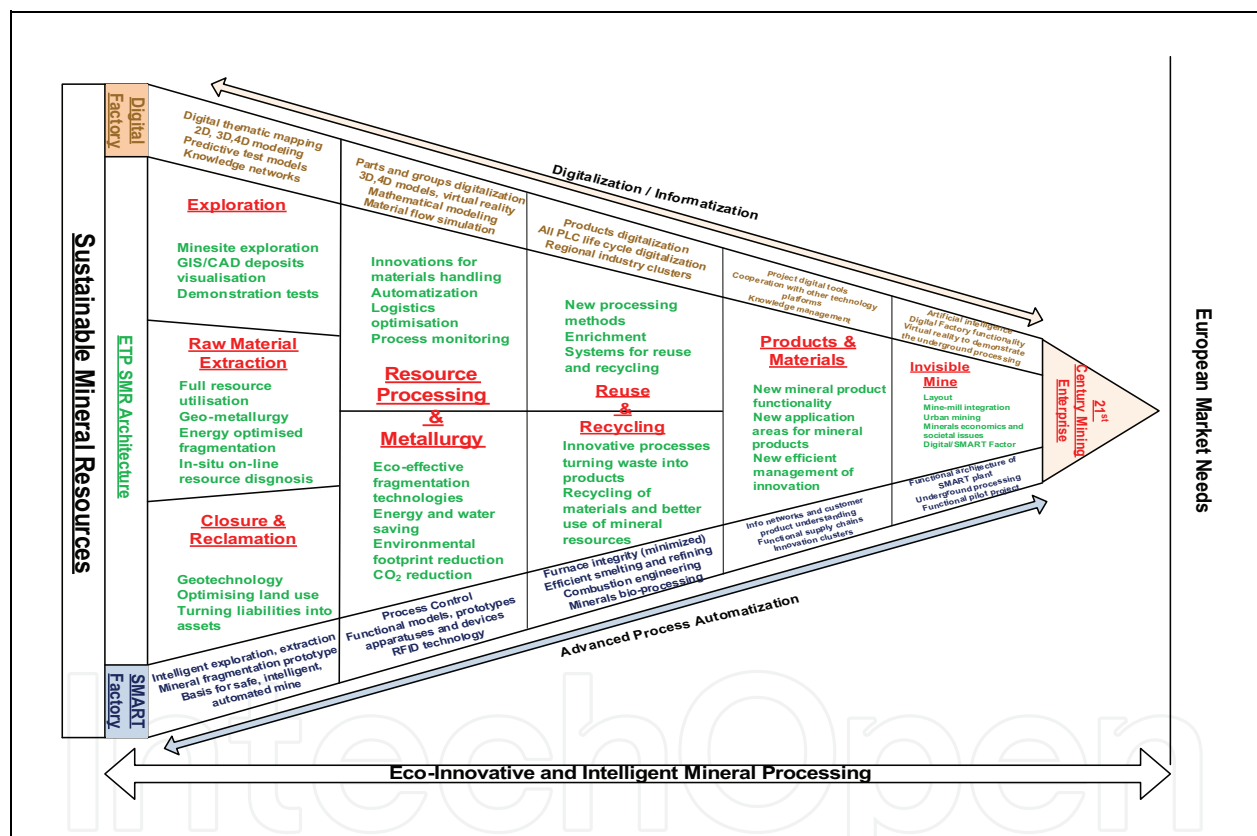 Sustainable Mineral Resources
Digital
Factory
ETP SMR Architecture
SMART
Factory
Digital thematic mapping
2D, 3D,4D modeling
Predictive test models
Knowledge networks
Exploration
Minesite exploration
GIS/CAD deposits
visualisation
Demonstration tests
Raw Material
Extraction
Full resource
utilisation
Geo-metallurgy
Energy optimised
fragmentation
In-situ on-line
resource dignosis
Closure &
Reclamation
Geotechnology
Optimising land use
Turning liabilities into
assets
Intelligent exploration, extraction
Mineral fragmentation prototype
Basis for safe, intelligent,
automated mine
Parts and groups digitalization
3D,4D models, virtual reality
Mathematical modeling
Material flow simulation
Innovations for
materials handling
Automatization
Logistics
optimisation
Process monitoring
Resource
Processing
&
Metallurgy
Eco-effective
fragmentation
technologies
Energy and water
saving
Environmental
footprint reduction
CO₂ reduction
Process Control
Functional models, prototypes
apparatuses and devices
RFID technology
Products digitalization
All PLC life cycle digitalization
Regional industry clusters
New processing
methods
Enrichment
Systems for reuse
and recycling
Reuse
&
Recycling
Innovative processes
turning waste into
products
Recycling of
materials and better
use of mineral
resources
Furnace integrity (minimized)
Efficient smelting and refining
Combustion engineering
Minerals bio-processing
Project digital tools
Cooperation with other technology
platforms
Knowledge management
Products &
Materials
New mineral product
functionality
New application
areas for mineral
products
New efficient
management of
innovation
Info networks and customer
product understanding
Functional supply chains
Innovation clusters
Artificial intelligence
Digital Factory functionality
Virtual reality to demonstrate
the underground processing
Invisible
Mine
Layout
Mine-mill integration
Urban mining
Minerals economics and
societal issues
Digital/SMART Factor
Functional architecture of
SMART plant
Underground processing
Functional pilot project
21st
Century Mining
Enterprise
Digitalization / Informatization
Advanced Process Automatization
European Market Needs
Eco-Innovative and Intelligent Mineral Processing
IntechOpen